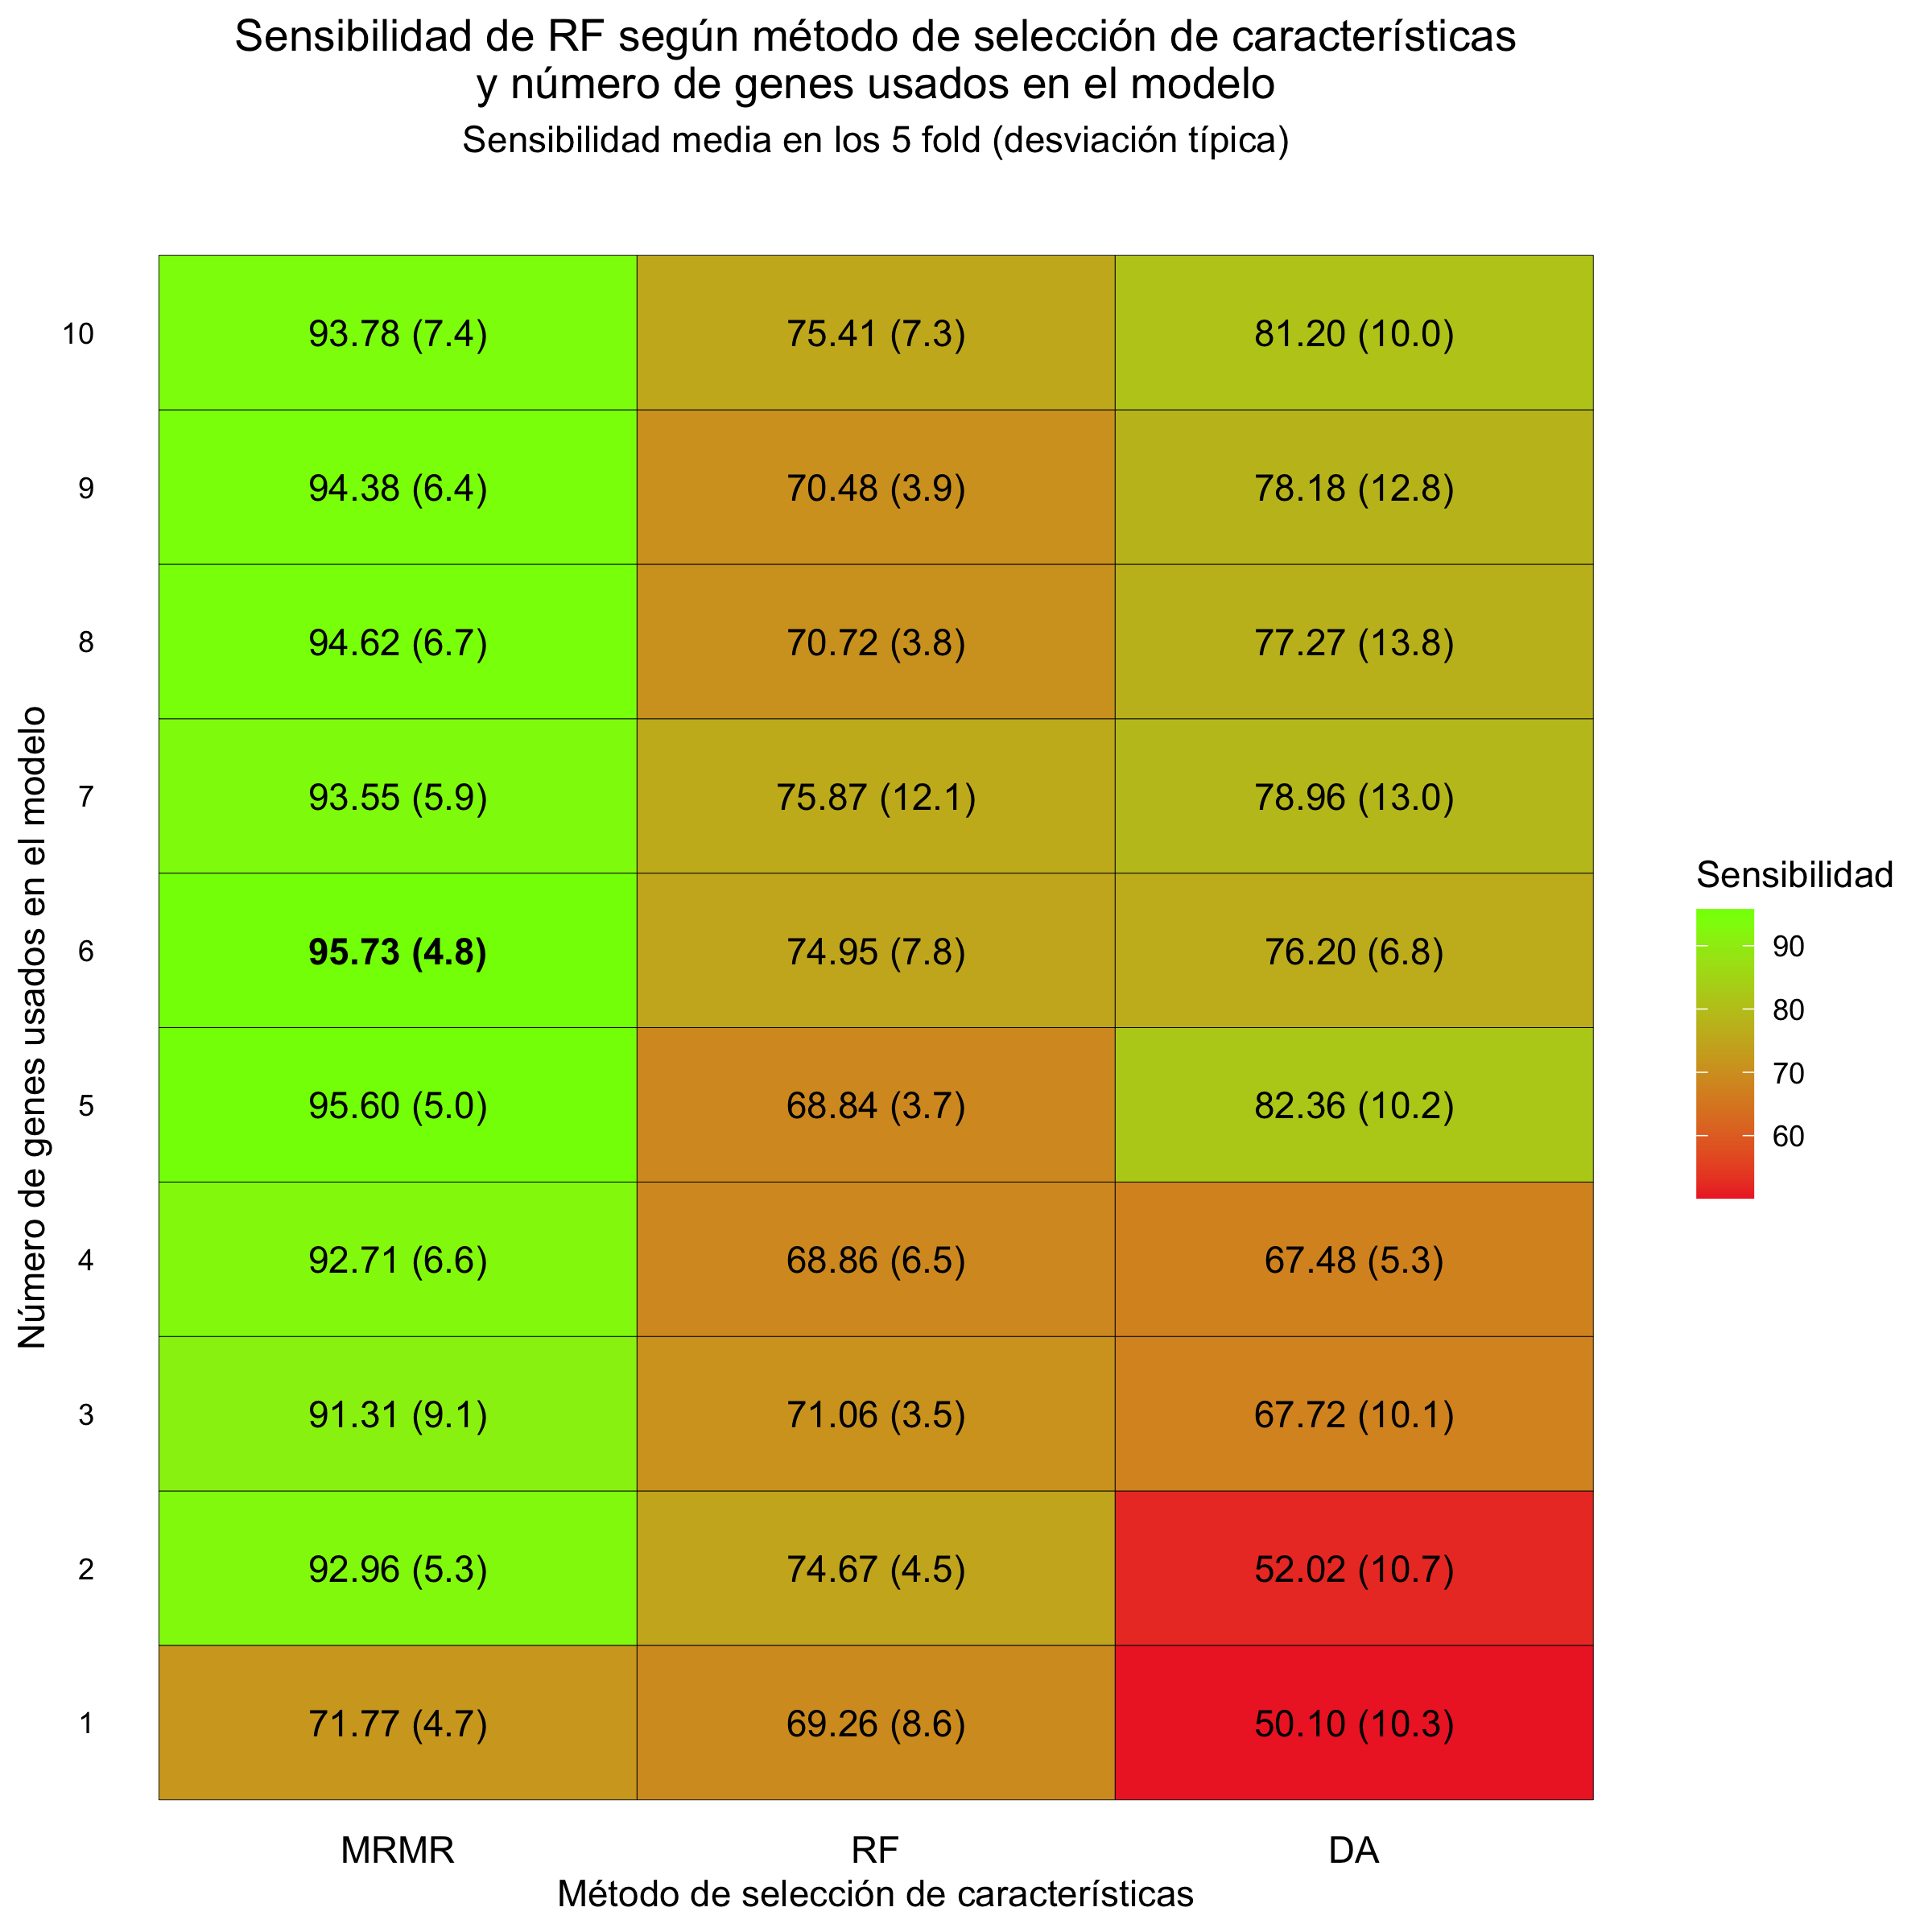 Sensibilidad de RF según método de selección de características
y número de genes usados en el modelo
Sensibilidad media en los 5 fold (desviación típica)
Número de genes usados en el modelo
10 93.78 (7.4) 75.41 (7.3) 81.20 (10.0)
9 94.38 (6.4) 70.48 (3.9) 78.18 (12.8)
8 94.62 (6.7) 70.72 (3.8) 77.27 (13.8)
7 93.55 (5.9) 75.87 (12.1) 78.96 (13.0)
6 95.73 (4.8) 74.95 (7.8) 76.20 (6.8)
5 95.60 (5.0) 68.84 (3.7) 82.36 (10.2)
4 92.71 (6.6) 68.86 (6.5) 67.48 (5.3)
3 91.31 (9.1) 71.06 (3.5) 67.72 (10.1)
2 92.96 (5.3) 74.67 (4.5) 52.02 (10.7)
1 71.77 (4.7) 69.26 (8.6) 50.10 (10.3)
MRMR RF DA
Método de selección de características
Sensibilidad
90
80
70
60